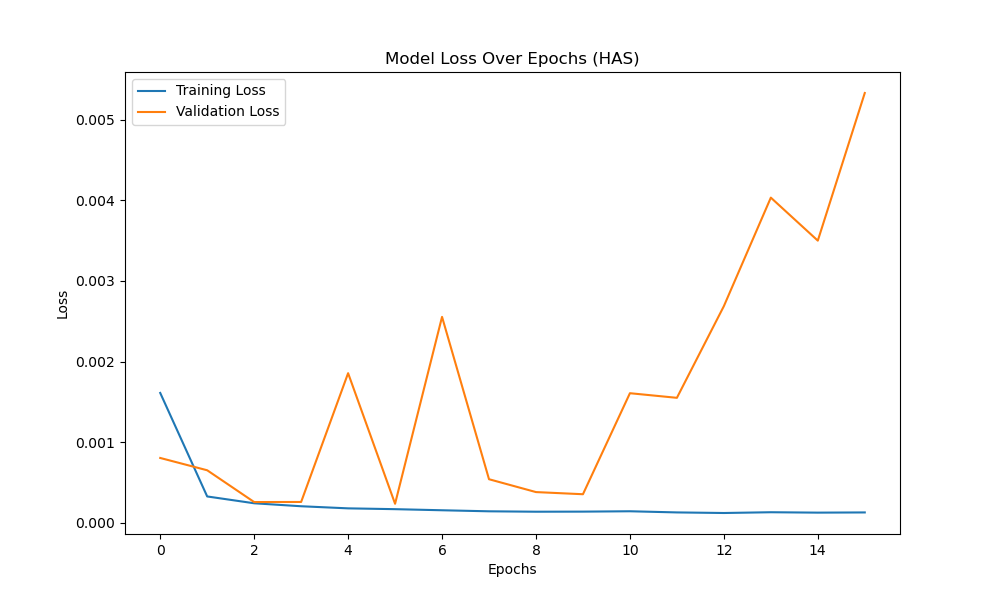 Model Loss Over Epochs (HAS)
Training Loss
Validation Loss
0.005
0.004
0.003
0.002
0.001
0.000
Loss
0 2 4 6 8 10 12 14
Epochs